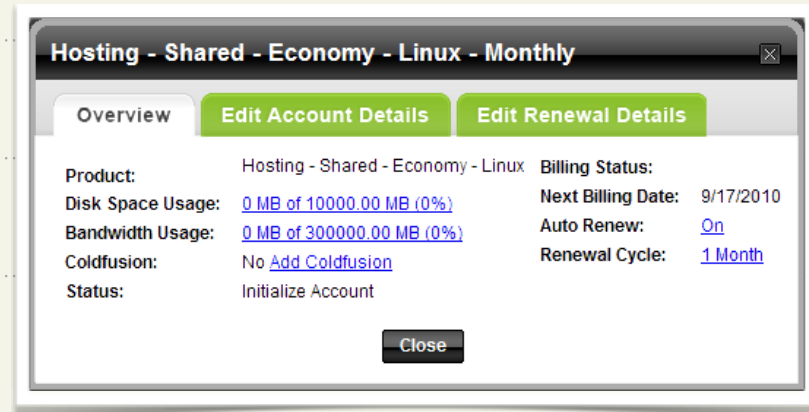 Hosting - Shared - Economy - Linux - Monthly
Overview
Edit Account Details
Edit Renewal Details
Product: Hosting - Shared - Economy - Linux
Disk Space Usage: 0 MB of 10000.00 MB (0%)
Bandwidth Usage: 0 MB of 300000.00 MB (0%)
Coldfusion: No Add Coldfusion
Status: Initialize Account
Billing Status:
Next Billing Date: 9/17/2010
Auto Renew: On
Renewal Cycle: 1 Month
Close